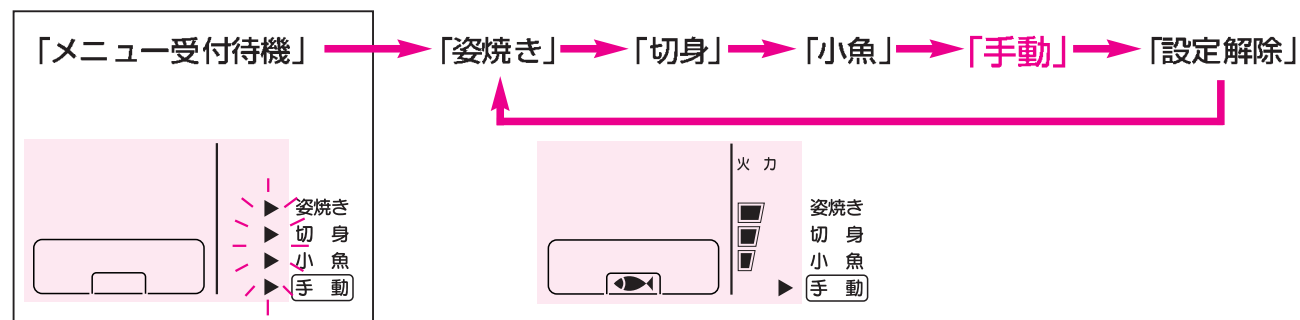 「メニュー受付待機」 「姿焼き」 「切身」 「小魚」 「手動」 「設定解除」
姿焼き
切 身
小 魚
手 動
火 力
姿焼き
切 身
小 魚
手 動